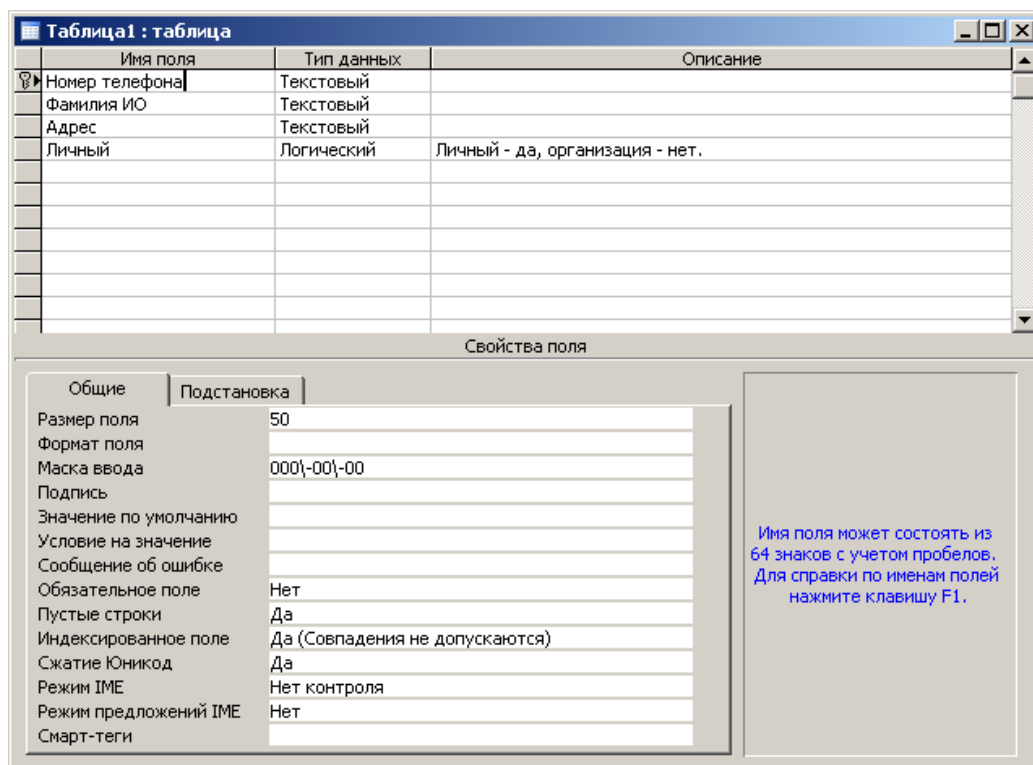 Таблица1 : таблица
Имя поля Тип данных Описание
Номер телефона Текстовый
Фамилия ИО Текстовый
Адрес Текстовый
Личный Логический Личный - да, организация - нет.
Свойства поля
Общие Подстановка
Размер поля 50
Формат поля
Маска ввода 000\-00\-00
Подпись
Значение по умолчанию
Условие на значение
Сообщение об ошибке
Обязательное поле Нет
Пустые строки Да
Индексированное поле Да (Совпадения не допускаются)
Сжатие Юникод Да
Режим IME Нет контроля
Режим предложений IME Нет
Смарт-теги
Имя поля может состоять из
64 знаков с учетом пробелов.
Для справки по именам полей
нажмите клавишу F1.